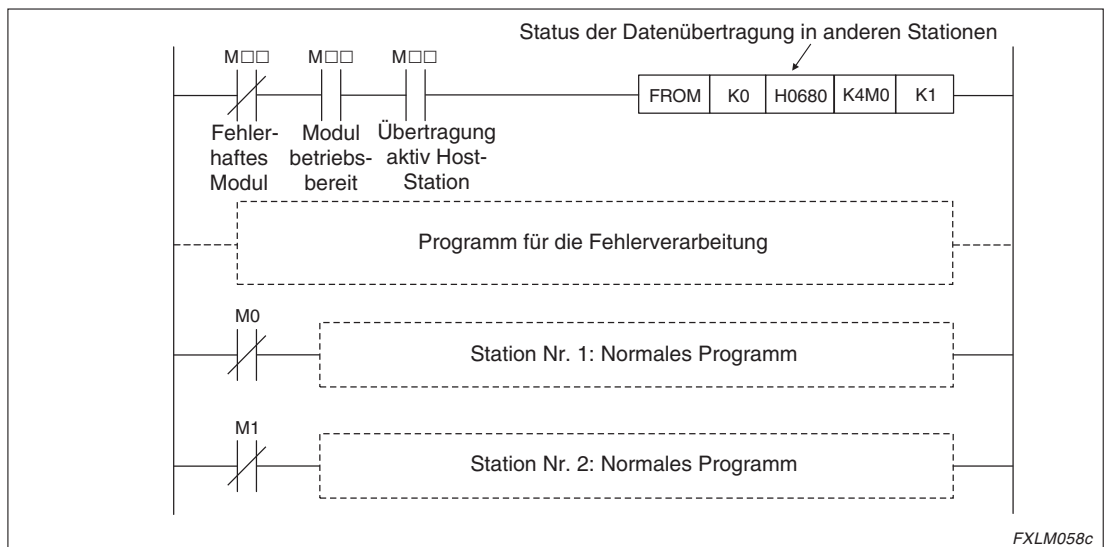 Status der Datenübertragung in anderen Stationen
M□□ M□□ M□□
FROM K0 H0680 K4M0 K1
Fehler-
haftes
Modul
Modul
betriebs-
bereit
Übertragung
aktiv Host-
Station
Programm für die Fehlerverarbeitung
M0
Station Nr. 1: Normales Programm
M1
Station Nr. 2: Normales Programm
FXLM058c